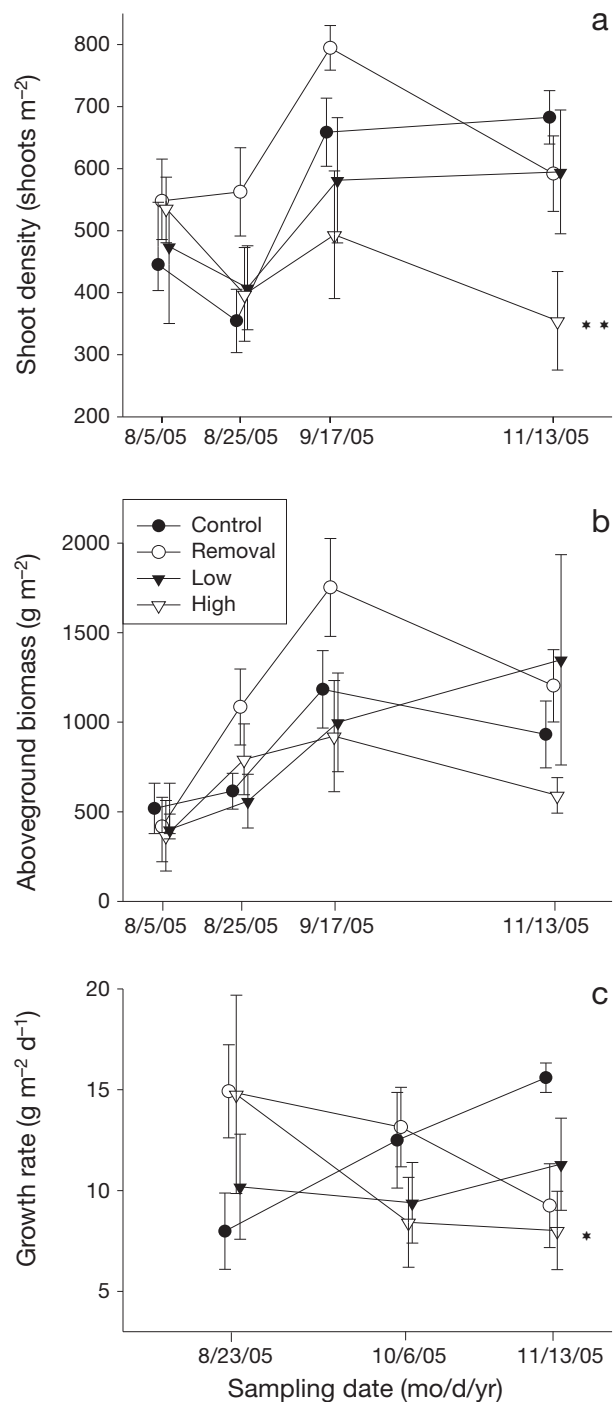 a
800
700
600
500
400
300
200
Shoot density (shoots m⁻²)
8/5/05 8/25/05 9/17/05 11/13/05
b
Control
Removal
Low
High
2000
1500
1000
500
0
Aboveground biomass (g m⁻²)
8/5/05 8/25/05 9/17/05 11/13/05
c
20
15
10
5
Growth rate (g m⁻² d⁻¹)
8/23/05 10/6/05 11/13/05
Sampling date (mo/d/yr)